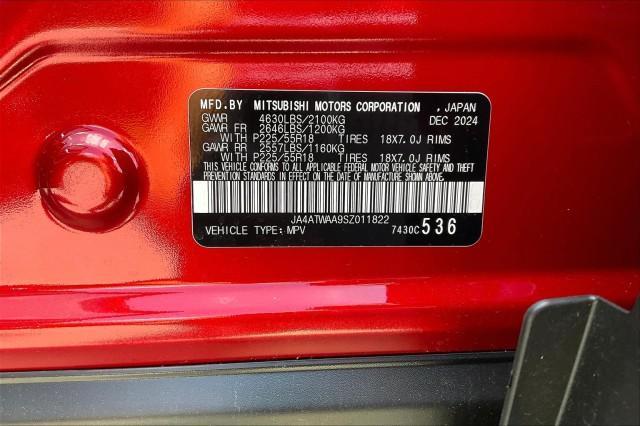 MFD.BY MITSUBISHI MOTORS CORPORATION , JAPAN
GVWR 4630LBS/2100KG DEC 2024
GAWR FR 2646LBS/1200KG
WITH P225/55R18 TIRES 18X7.0J RIMS
GAWR RR 2557LBS/1160KG
WITH P225/55R18 TIRES 18X7.0J RIMS
THIS VEHICLE CONFORMS TO ALL APPLICABLE FEDERAL MOTOR VEHICLE SAFETY AND THEFT
PREVENTION STANDARDS IN EFFECT ON THE DATE OF MANUFACTURE SHOWN ABOVE.
JA4ATWAA9SZ011822
VEHICLE TYPE:MPV 7430C536